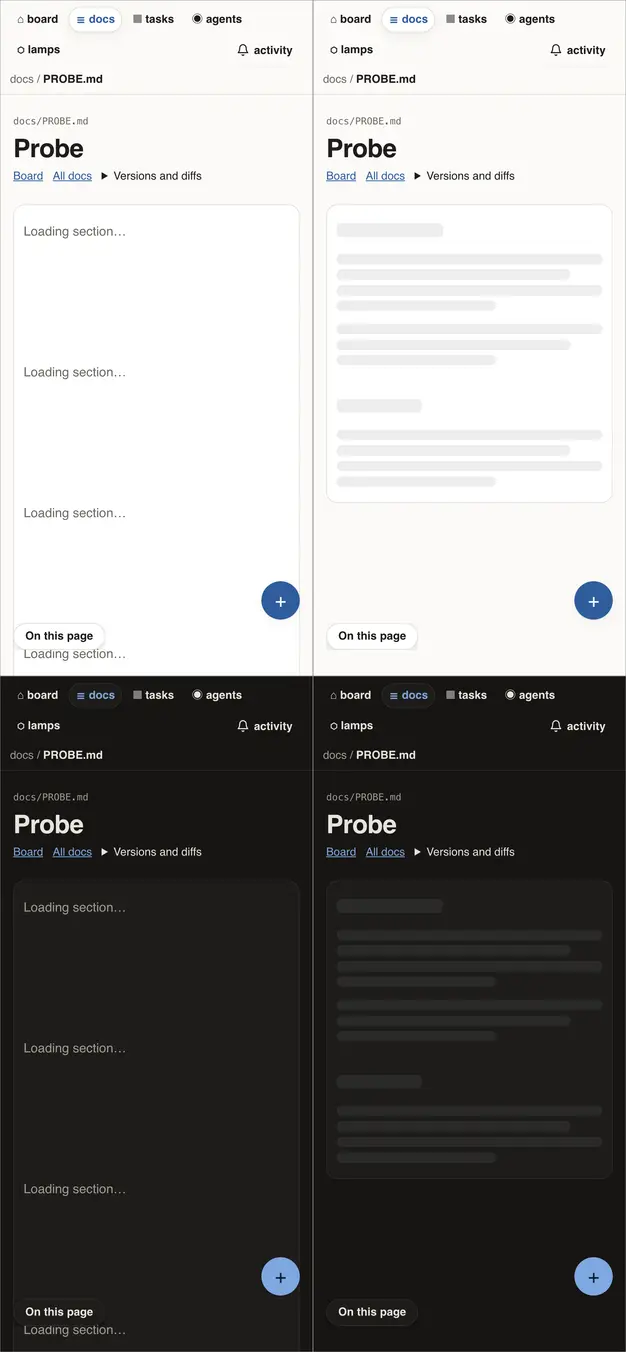 board docs tasks agents
lamps activity
docs / PROBE.md
docs/PROBE.md
Probe
Board All docs Versions and diffs
Loading section…
Loading section…
Loading section…
+
On this page
Loading section…
board docs tasks agents
lamps activity
docs / PROBE.md
docs/PROBE.md
Probe
Board All docs Versions and diffs
+
On this page
board docs tasks agents
lamps activity
docs / PROBE.md
docs/PROBE.md
Probe
Board All docs Versions and diffs
Loading section…
Loading section…
Loading section…
+
On this page
Loading section…
board docs tasks agents
lamps activity
docs / PROBE.md
docs/PROBE.md
Probe
Board All docs Versions and diffs
+
On this page